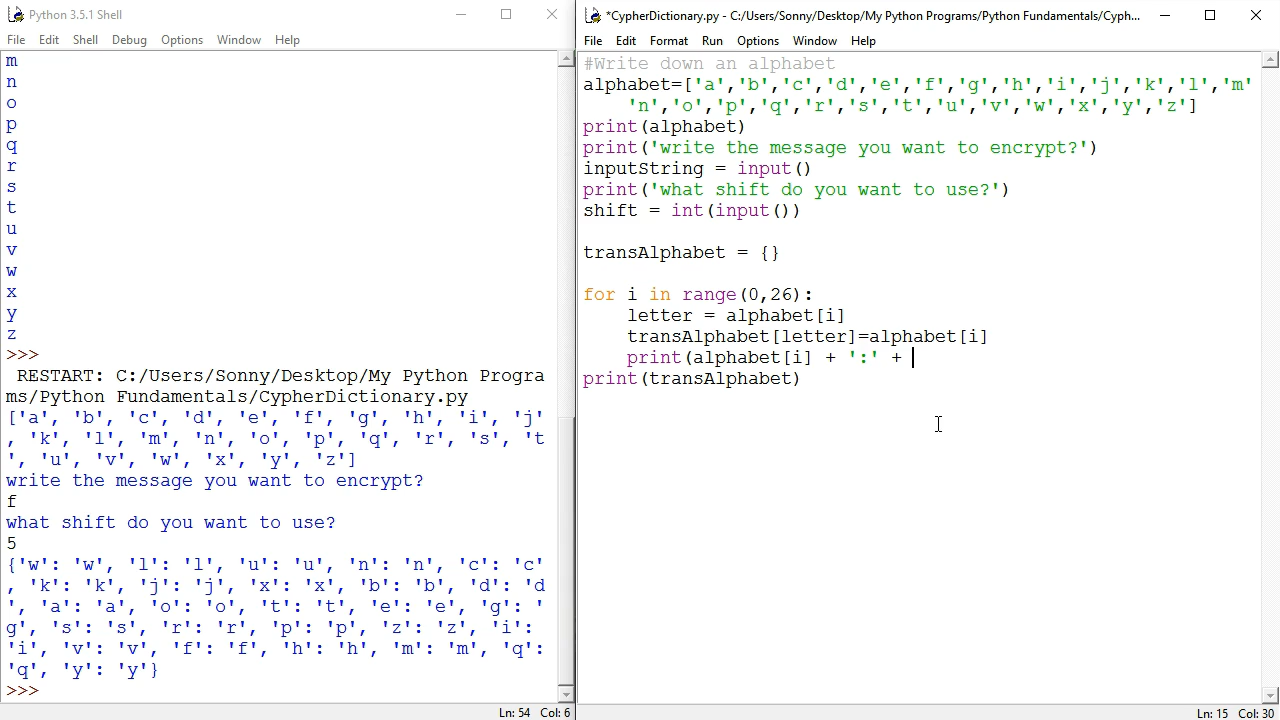 Python 3.5.1 Shell
File Edit Shell Debug Options Window Help
m
n
o
p
q
r
s
t
u
v
w
x
y
z
>>>
 RESTART: C:/Users/Sonny/Desktop/My Python Progra
ms/Python Fundamentals/CypherDictionary.py
['a', 'b', 'c', 'd', 'e', 'f', 'g', 'h', 'i', 'j'
, 'k', 'l', 'm', 'n', 'o', 'p', 'q', 'r', 's', 't
', 'u', 'v', 'w', 'x', 'y', 'z']
write the message you want to encrypt?
f
what shift do you want to use?
5
{'w': 'w', 'l': 'l', 'u': 'u', 'n': 'n', 'c': 'c'
, 'k': 'k', 'j': 'j', 'x': 'x', 'b': 'b', 'd': 'd
', 'a': 'a', 'o': 'o', 't': 't', 'e': 'e', 'g': '
g', 's': 's', 'r': 'r', 'p': 'p', 'z': 'z', 'i':
'i', 'v': 'v', 'f': 'f', 'h': 'h', 'm': 'm', 'q':
'q', 'y': 'y'}
>>>
Ln: 54 Col: 6
*CypherDictionary.py - C:/Users/Sonny/Desktop/My Python Programs/Python Fundamentals/Cyph...
File Edit Format Run Options Window Help
#Write down an alphabet
alphabet=['a','b','c','d','e','f','g','h','i','j','k','l','m'
    'n','o','p','q','r','s','t','u','v','w','x','y','z']
print(alphabet)
print('write the message you want to encrypt?')
inputString = input()
print('what shift do you want to use?')
shift = int(input())
transAlphabet = {}
for i in range(0,26):
    letter = alphabet[i]
    transAlphabet[letter]=alphabet[i]
    print(alphabet[i] + ':' +
print(transAlphabet)
Ln: 15 Col: 30